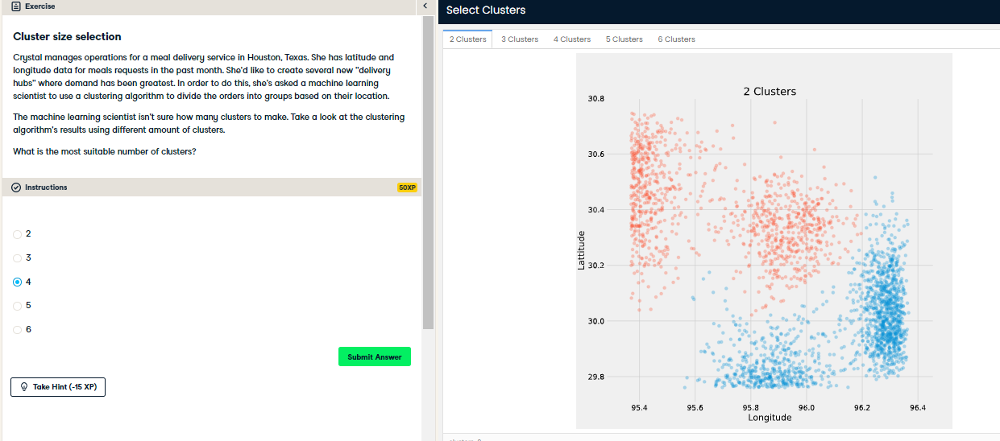 Exercise
Cluster size selection
Crystal manages operations for a meal delivery service in Houston, Texas. She has latitude and
longitude data for meals requests in the past month. She'd like to create several new "delivery
hubs" where demand has been greatest. In order to do this, she's asked a machine learning
scientist to use a clustering algorithm to divide the orders into groups based on their location.
The machine learning scientist isn't sure how many clusters to make. Take a look at the clustering
algorithm's results using different amount of clusters.
What is the most suitable number of clusters?
Instructions
50XP
2
3
4
5
6
Submit Answer
Take Hint (-15 XP)
Select Clusters
2 Clusters
3 Clusters
4 Clusters
5 Clusters
6 Clusters
2 Clusters
30.8
30.6
30.4
30.2
30.0
29.8
Lattitude
95.4
95.6
95.8
96.0
96.2
96.4
Longitude